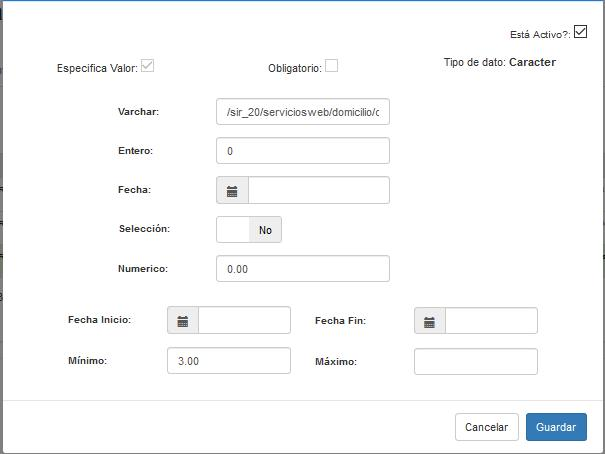 Está Activo?:
Especifica Valor:
Obligatorio:
Tipo de dato: Caracter
Varchar: /sir_20/serviciosweb/domicilio/c
Entero: 0
Fecha:
Selección: No
Numerico: 0.00
Fecha Inicio:
Fecha Fin:
Mínimo: 3.00
Máximo:
Cancelar
Guardar